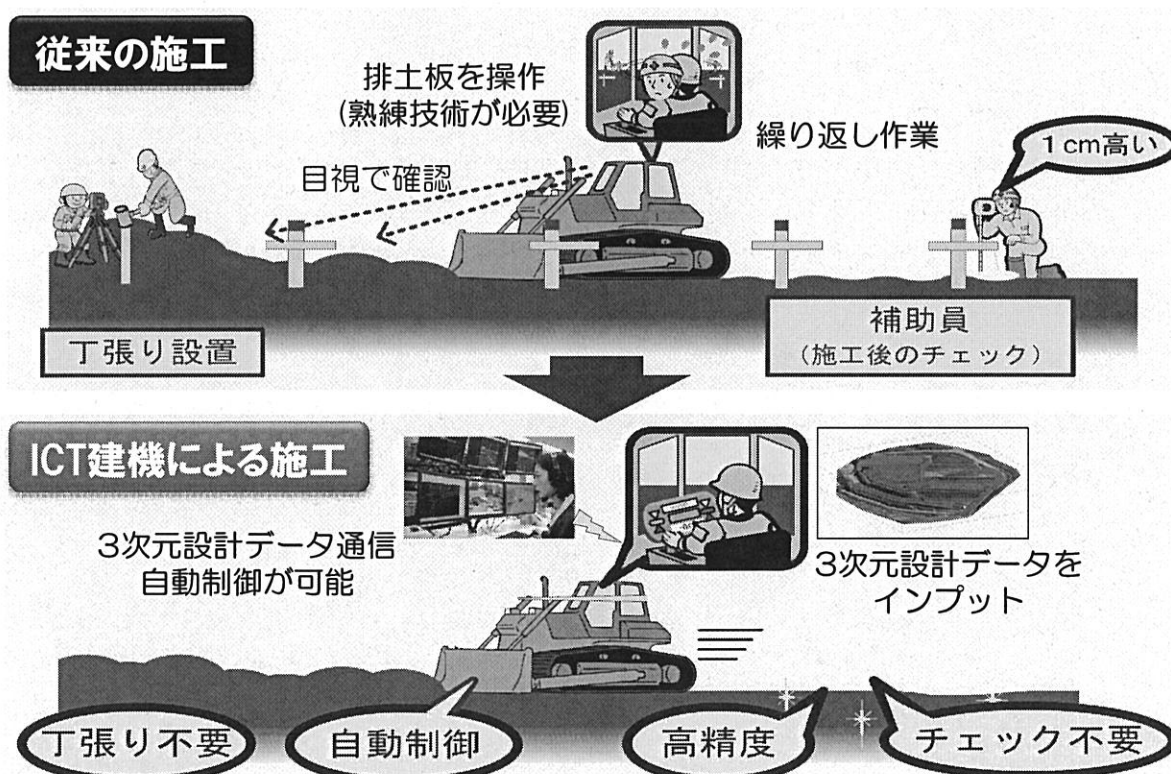 従来の施工
排土板を操作
(熟練技術が必要)
繰り返し作業
1cm高い
目視で確認
丁張り設置
補助員
(施工後のチェック)
ICT建機による施工
3次元設計データ通信
自動制御が可能
3次元設計データを
インプット
丁張り不要
自動制御
高精度
チェック不要